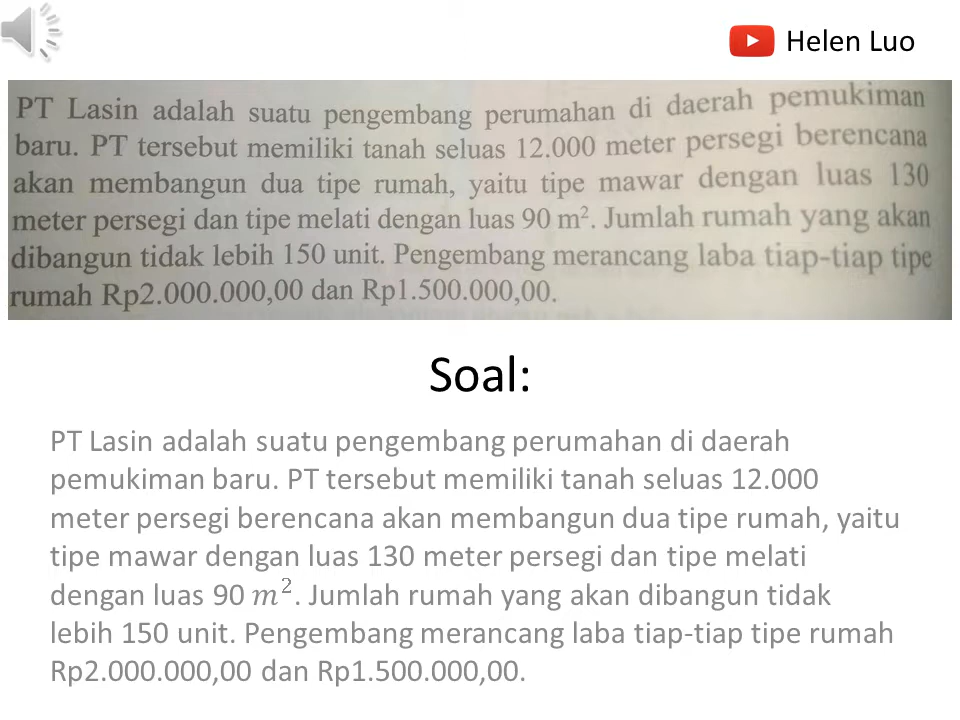 Helen Luo
PT Lasin adalah suatu pengembang perumahan di daerah pemukiman
baru. PT tersebut memiliki tanah seluas 12.000 meter persegi berencana
akan membangun dua tipe rumah, yaitu tipe mawar dengan luas 130
meter persegi dan tipe melati dengan luas 90 m². Jumlah rumah yang akan
dibangun tidak lebih 150 unit. Pengembang merancang laba tiap-tiap tipe
rumah Rp2.000.000,00 dan Rp1.500.000,00.
Soal:
PT Lasin adalah suatu pengembang perumahan di daerah
pemukiman baru. PT tersebut memiliki tanah seluas 12.000
meter persegi berencana akan membangun dua tipe rumah, yaitu
tipe mawar dengan luas 130 meter persegi dan tipe melati
dengan luas 90 m². Jumlah rumah yang akan dibangun tidak
lebih 150 unit. Pengembang merancang laba tiap-tiap tipe rumah
Rp2.000.000,00 dan Rp1.500.000,00.